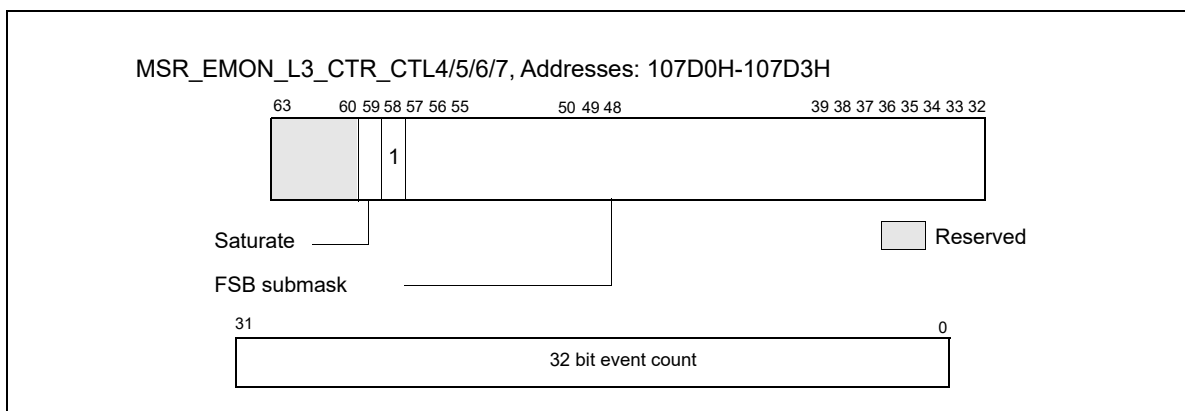 MSR_EMON_L3_CTR_CTL4/5/6/7, Addresses: 107D0H-107D3H
63 60 59 58 57 56 55 50 49 48 39 38 37 36 35 34 33 32
1
Saturate
Reserved
FSB submask
31 0
32 bit event count